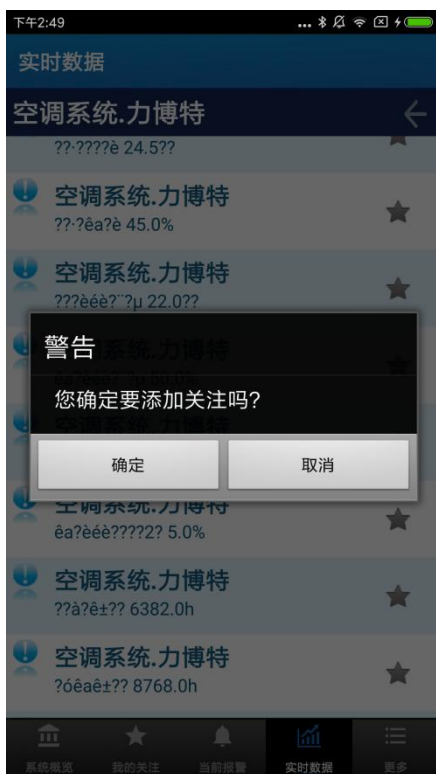 下午2:49
实时数据
空调系统.力博特
??·????è 24.5??
空调系统.力博特
??·?êa?è 45.0%
空调系统.力博特
???èéè?¨?µ 22.0??
警告
您确定要添加关注吗?
确定
取消
空调系统.力博特
êa?èéè????2? 5.0%
空调系统.力博特
??à?ê±?? 6382.0h
空调系统.力博特
?óêaê±?? 8768.0h
系统概览
我的关注
当前报警
实时数据
更多